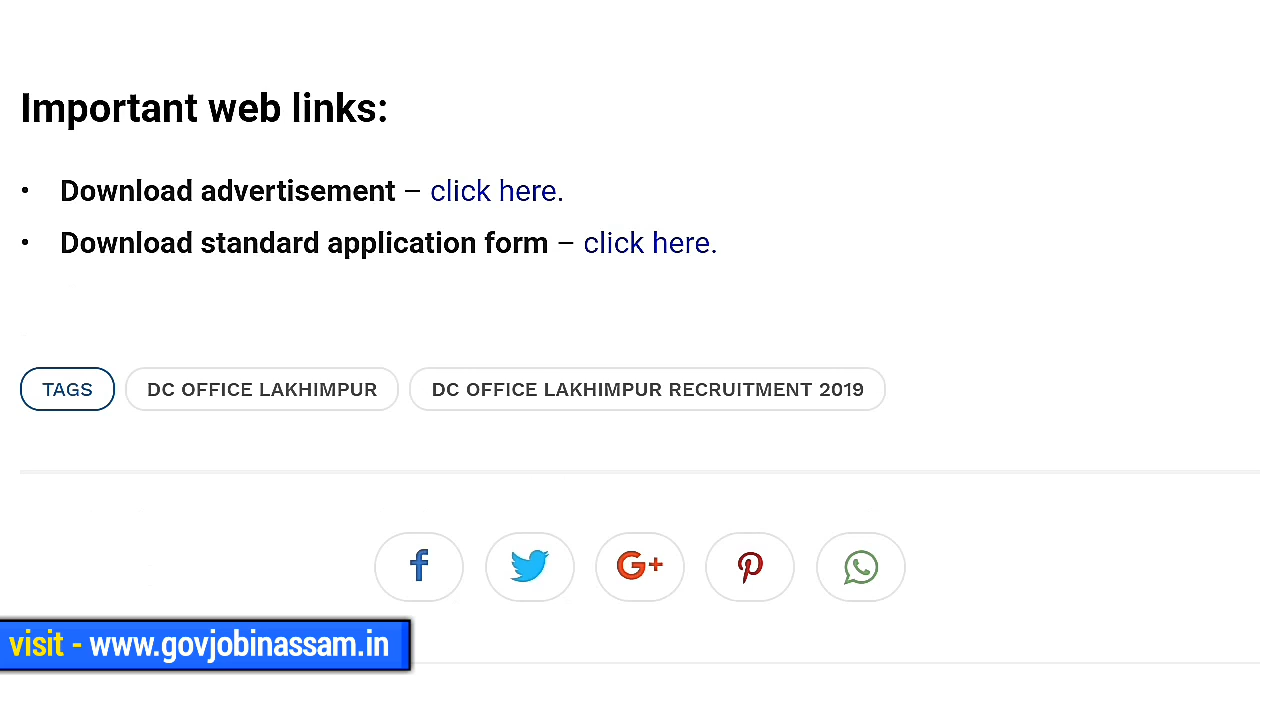 Important web links:
• Download advertisement – click here.
• Download standard application form – click here.
TAGS DC OFFICE LAKHIMPUR DC OFFICE LAKHIMPUR RECRUITMENT 2019
visit - www.govjobinassam.in